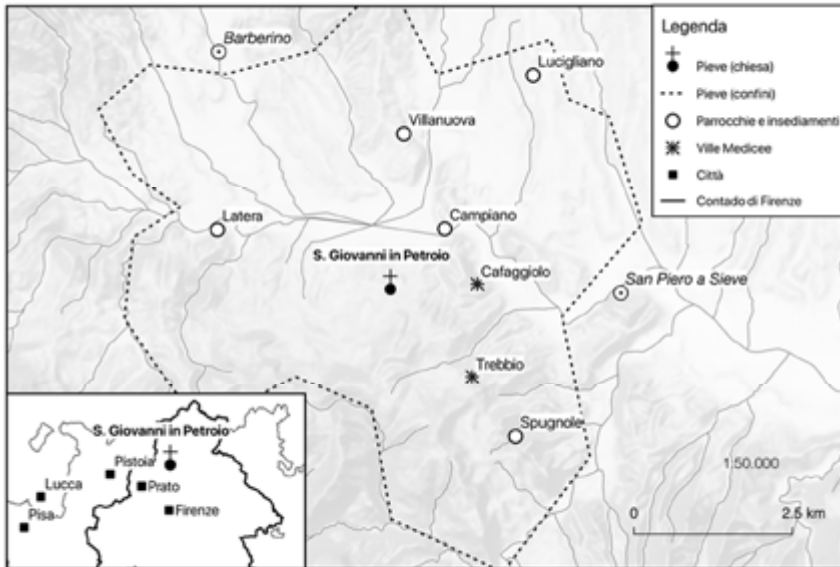 Barberino
Lucigliano
Villanuova
Latera
Campiano
S. Giovanni in Petroio
Cafaggiolo
San Piero a Sieve
Trebbio
Spugnole
Legenda
Pieve (chiesa)
Pieve (confini)
Parrocchie e insediamenti
Ville Medicee
Città
Contado di Firenze
S. Giovanni in Petroio
Pistoia
Lucca
Prato
Pisa
Firenze
1:50.000
0 2.5 km